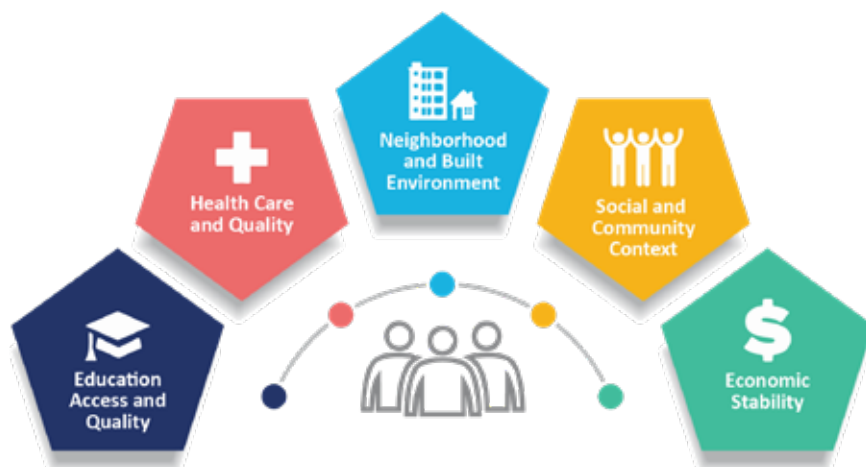 Education
Access and
Quality
Health Care
and Quality
Neighborhood
and Built
Environment
Social and
Community
Context
$
Economic
Stability